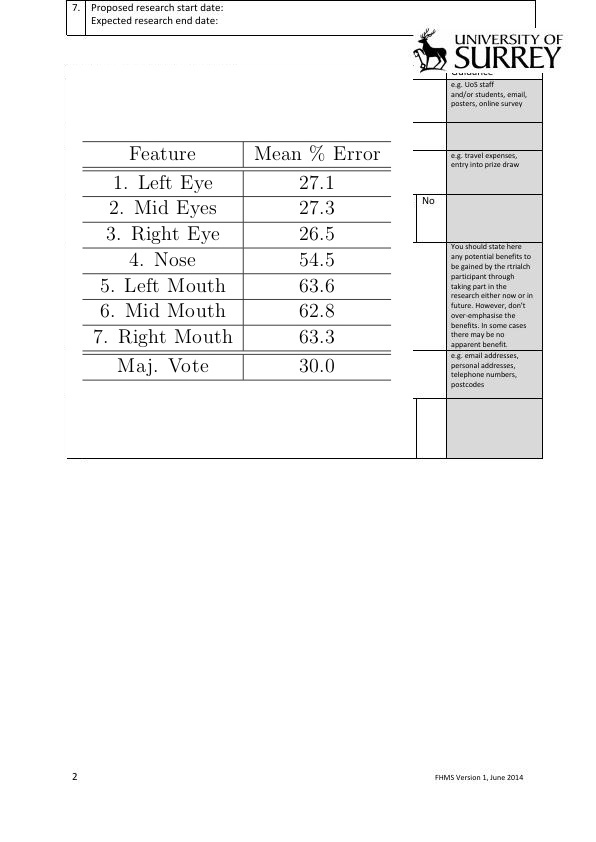 7. Proposed research start date:
Expected research end date:
UNIVERSITY OF
SURREY
Guidance
e.g. UoS staff
and/or students, email,
posters, online survey
e.g. travel expenses,
entry into prize draw
No
You should state here
any potential benefits to
be gained by the rtrialch
participant through
taking part in the
research either now or in
future. However, don't
over-emphasise the
benefits. In some cases
there may be no
apparent benefit.
e.g. email addresses,
personal addresses,
telephone numbers,
postcodes
Feature Mean % Error
1. Left Eye 27.1
2. Mid Eyes 27.3
3. Right Eye 26.5
4. Nose 54.5
5. Left Mouth 63.6
6. Mid Mouth 62.8
7. Right Mouth 63.3
Maj. Vote 30.0
2 FHMS Version 1, June 2014